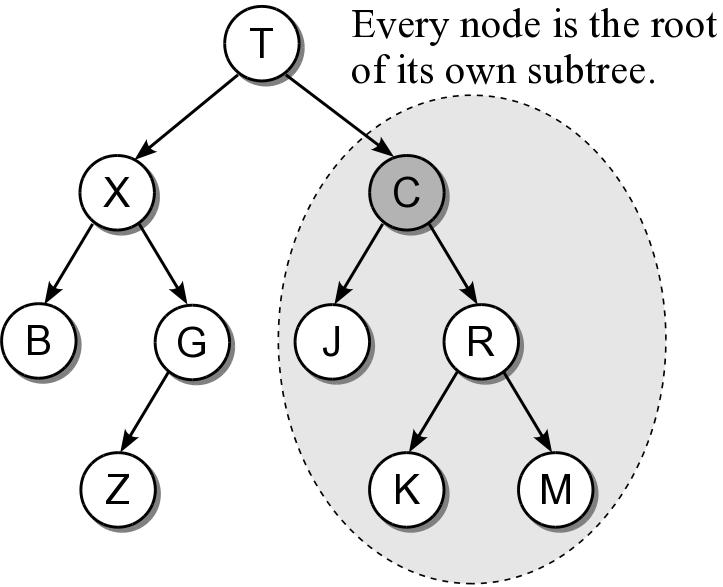 Every node is the root
of its own subtree.
T
X
C
B
G
J
R
Z
K
M